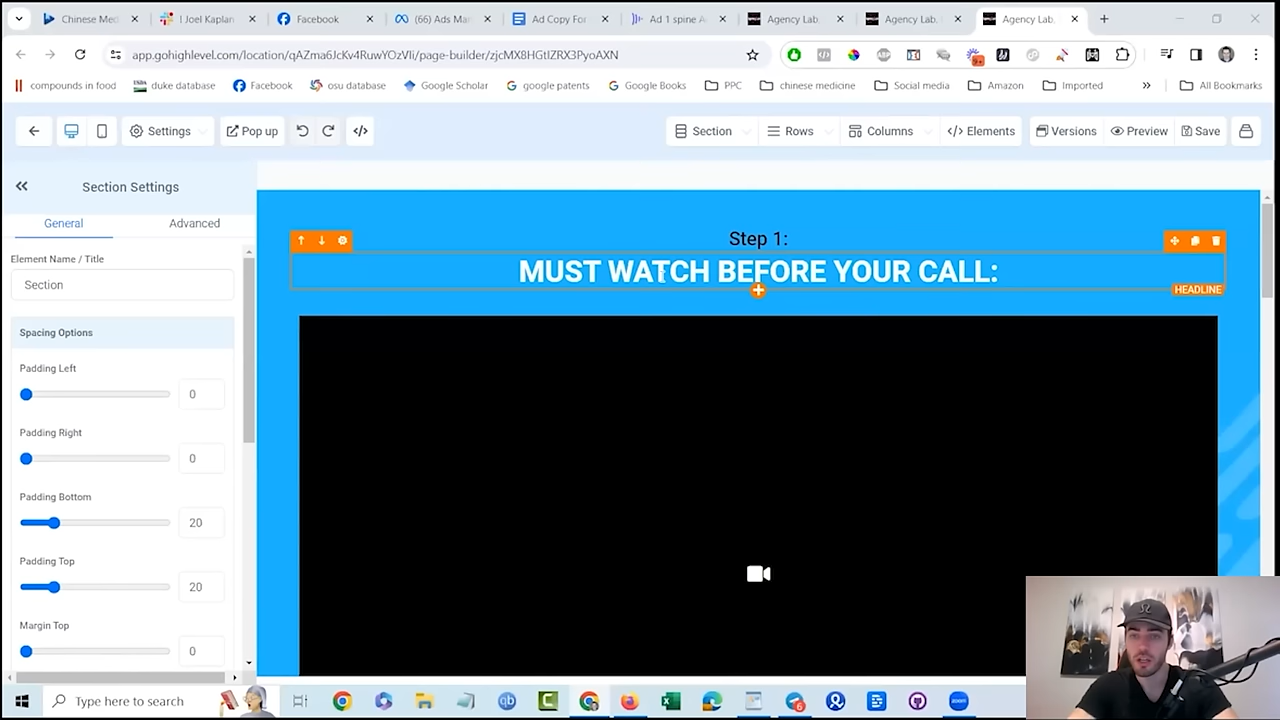 Chinese Med
I Joel Kaplan
Facebook
(66) Ads Ma
Ad Copy For
Ad 1 spine A
Agency Lab.
Agency Lab.
Agency Lab.
app.gohighlevel.com/location/qAZma6JcKv4RuwYOzVli/page-builder/zjcMX8HGtIZRX3PyoAXN
compounds in food
duke database
Facebook
osu database
Google Scholar
google patents
Google Books
PPC
chinese medicine
Social media
Amazon
Imported
»
All Bookmarks
Settings
Pop up
Section
Rows
Columns
</> Elements
Versions
Preview
Save
Section Settings
General
Advanced
Element Name / Title
Section
Spacing Options
Padding Left
0
Padding Right
0
Padding Bottom
20
Padding Top
20
Margin Top
0
Step 1:
MUST WATCH BEFORE YOUR CALL:
HEADLINE
Type here to search